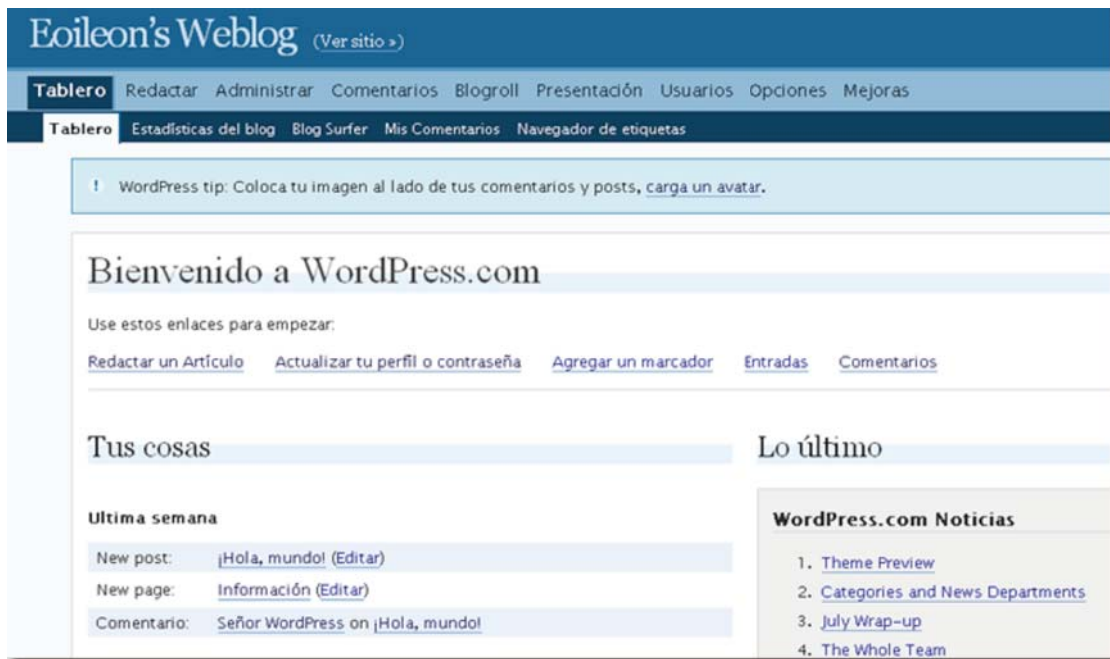 Eoileon's Weblog (Ver sitio »)
Tablero Redactar Administrar Comentarios Blogroll Presentación Usuarios Opciones Mejoras
Tablero Estadísticas del blog Blog Surfer Mis Comentarios Navegador de etiquetas
! WordPress tip: Coloca tu imagen al lado de tus comentarios y posts, carga un avatar.
Bienvenido a WordPress.com
Use estos enlaces para empezar:
Redactar un Artículo Actualizar tu perfil o contraseña Agregar un marcador Entradas Comentarios
Tus cosas
Ultima semana
New post: ¡Hola, mundo! (Editar)
New page: Información (Editar)
Comentario: Señor WordPress on ¡Hola, mundo!
Lo último
WordPress.com Noticias
1. Theme Preview
2. Categories and News Departments
3. July Wrap-up
4. The Whole Team